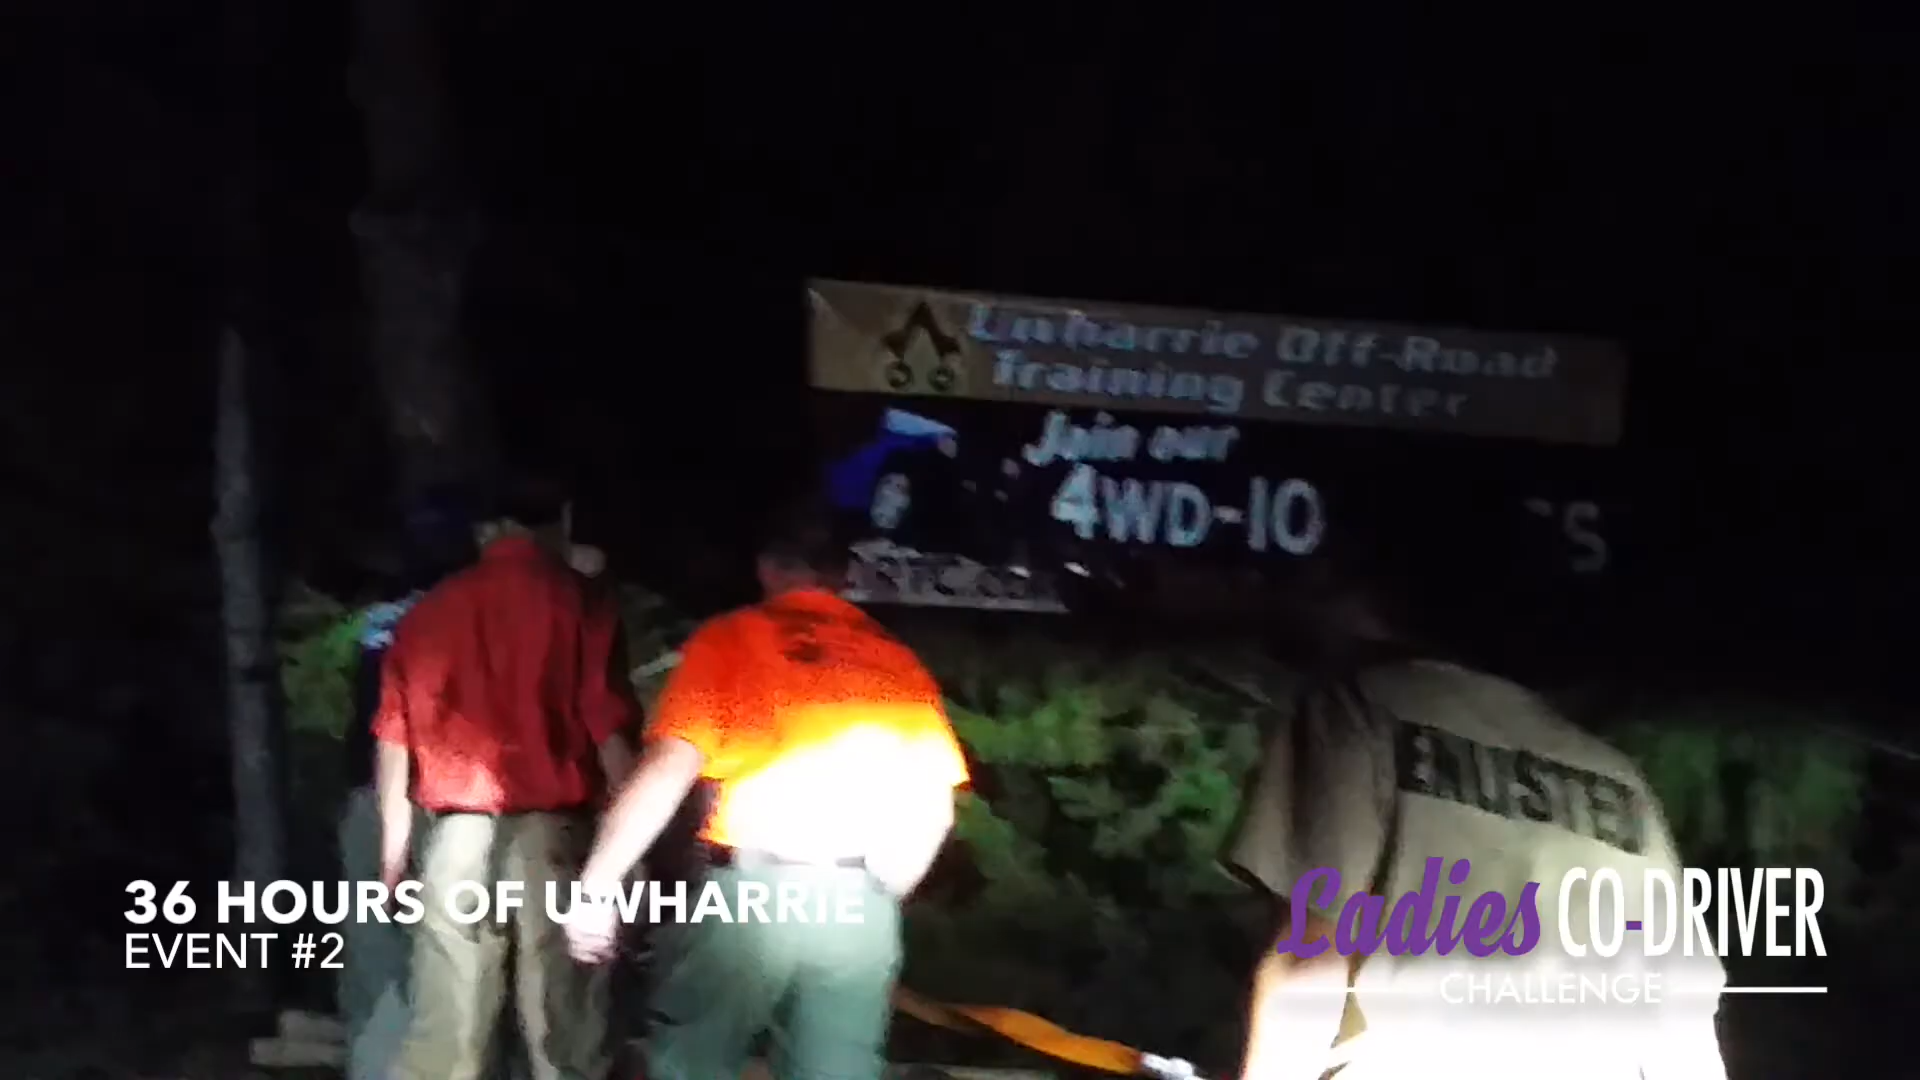 Uwharrie Off-Road
Training Center
Join our
4WD-10
S
ENLISTED
36 HOURS OF UWHARRIE
EVENT #2
Ladies CO-DRIVER
CHALLENGE